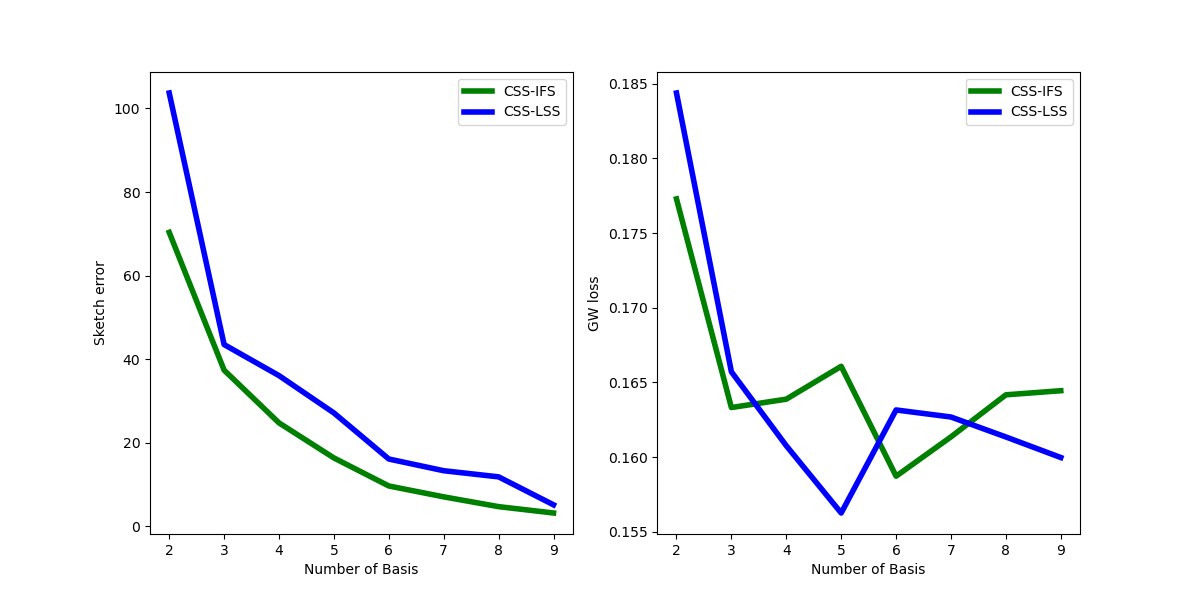 Sketch error
100
80
60
40
20
0
2 3 4 5 6 7 8 9
Number of Basis
CSS-IFS
CSS-LSS
GW loss
0.185
0.180
0.175
0.170
0.165
0.160
0.155
2 3 4 5 6 7 8 9
Number of Basis
CSS-IFS
CSS-LSS